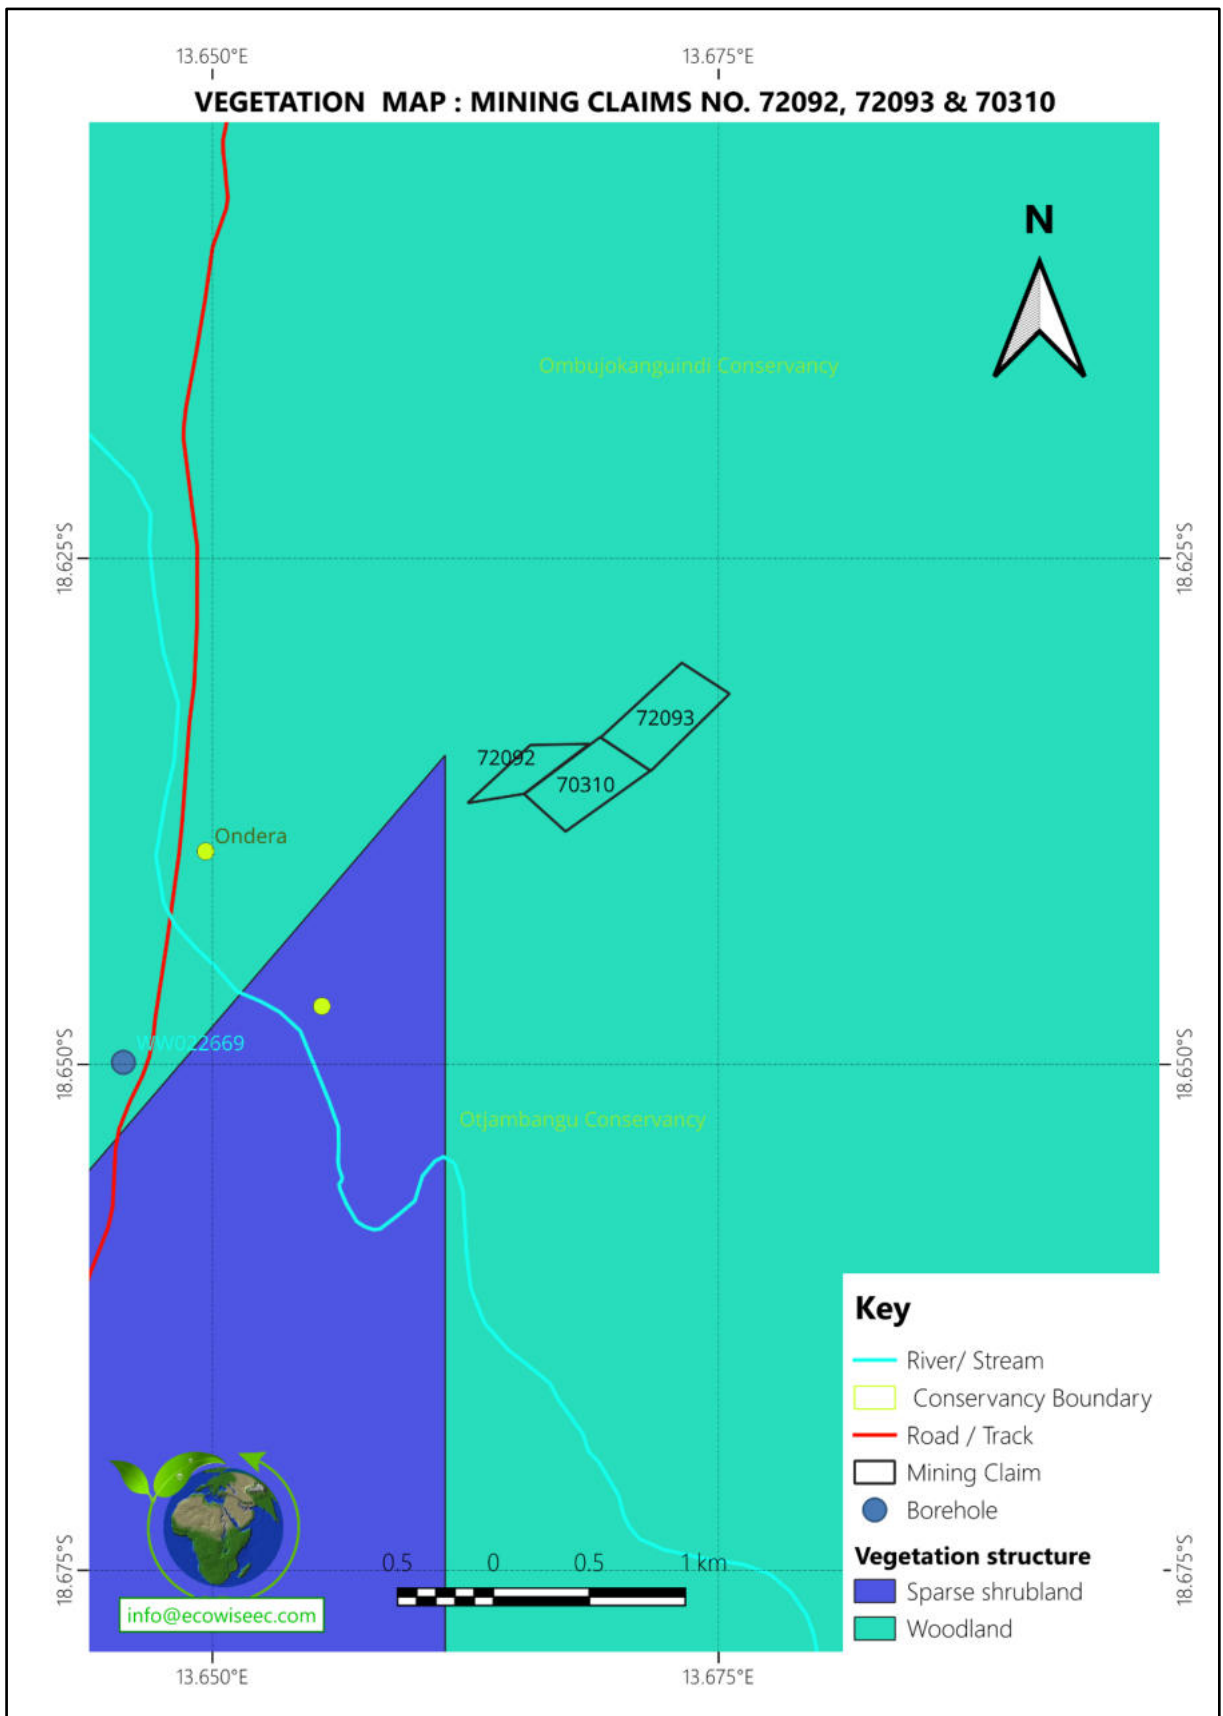 13.650°E 13.675°E
VEGETATION MAP : MINING CLAIMS NO. 72092, 72093 & 70310
N
Ombujokanguindi Conservancy
18.625°S 18.625°S
72093
72092
70310
Ondera
WW022669
18.650°S 18.650°S
Otjambangu Conservancy
Key
River/ Stream
Conservancy Boundary
Road / Track
Mining Claim
Borehole
Vegetation structure
Sparse shrubland
Woodland
0.5 0 0.5 1 km
18.675°S 18.675°S
info@ecowiseec.com
13.650°E 13.675°E